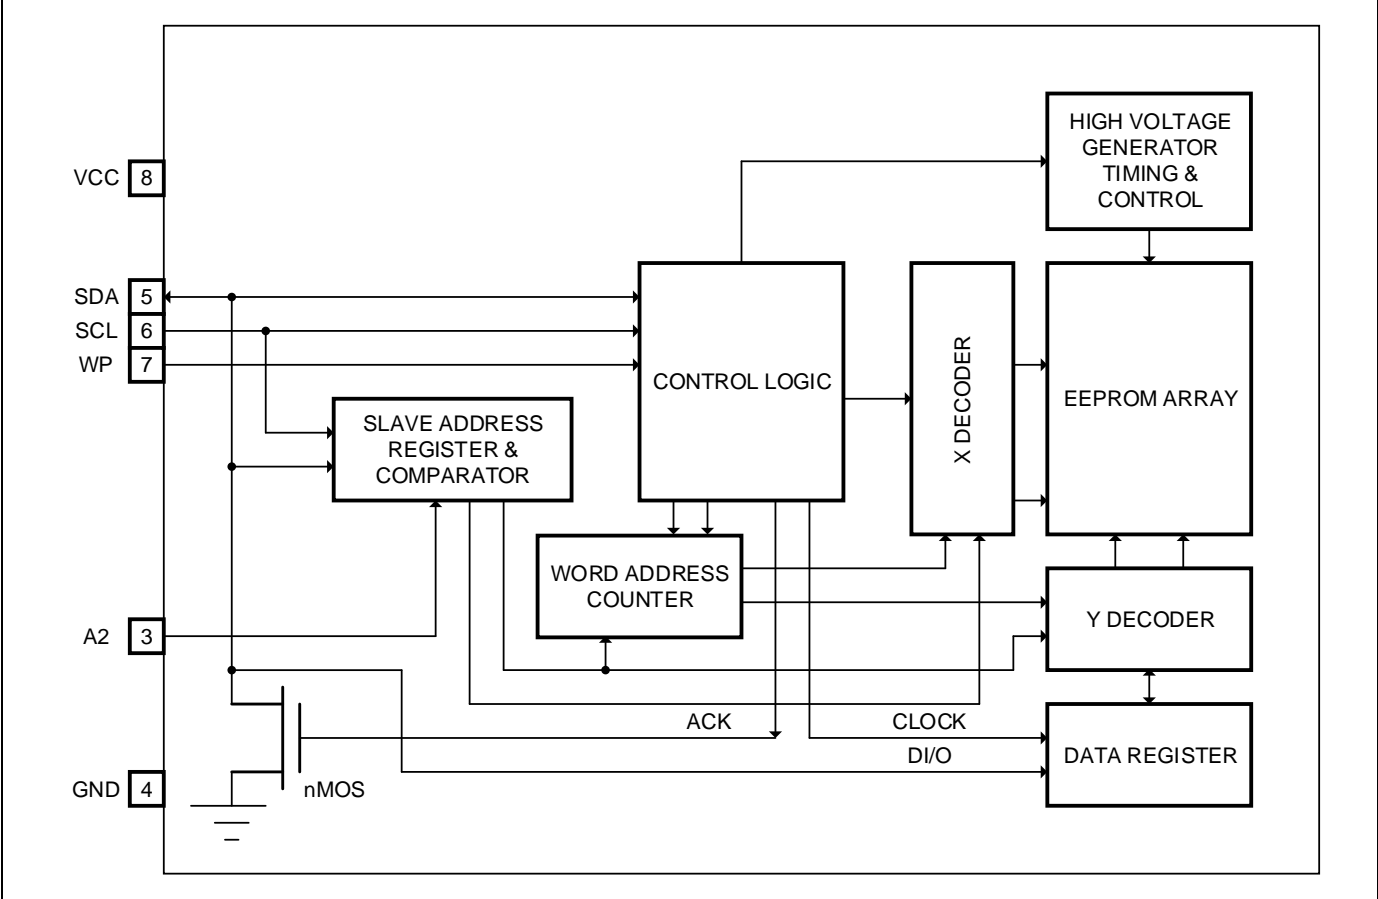 HIGH VOLTAGE
GENERATOR
TIMING &
CONTROL
VCC 8
SDA 5
SCL 6
WP 7
CONTROL LOGIC
X DECODER
EEPROM ARRAY
SLAVE ADDRESS
REGISTER &
COMPARATOR
WORD ADDRESS
COUNTER
Y DECODER
A2 3
ACK
CLOCK
DI/O
DATA REGISTER
GND 4
nMOS